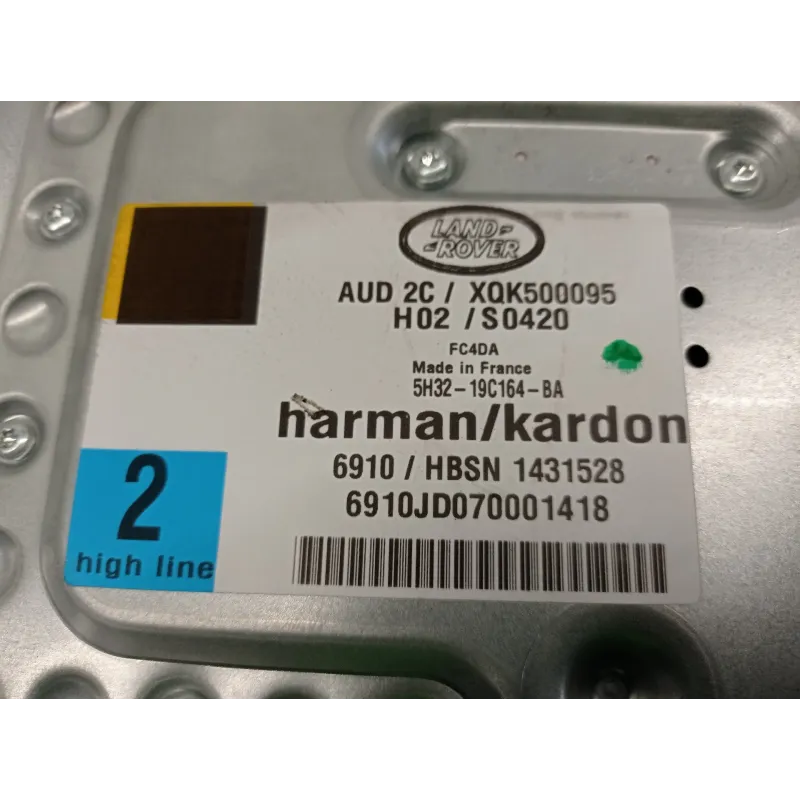 LAND-
-ROVER
AUD 2C / XQK500095
H02 / S0420
FC4DA
Made in France
5H32-19C164-BA
harman/kardon
6910 / HBSN 1431528
6910JD070001418
2
high line